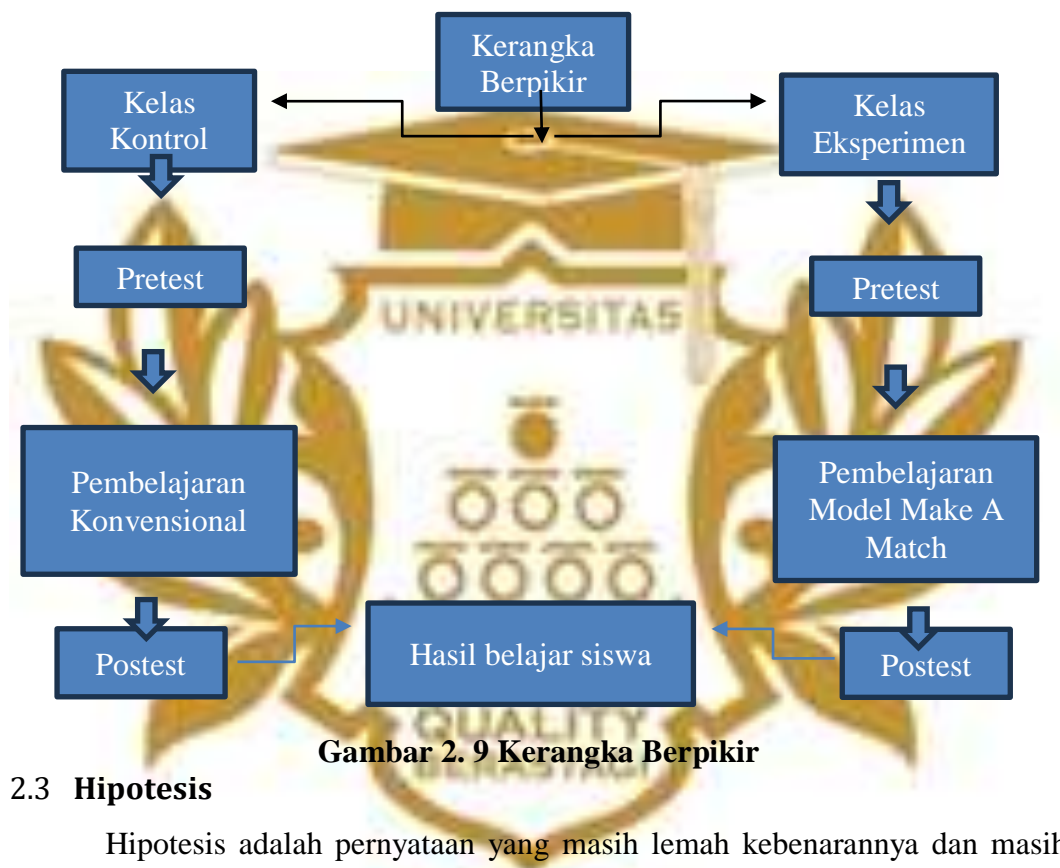 Kerangka
Berpikir
Kelas
Kontrol
Kelas
Eksperimen
Pretest
Pretest
UNIVERSITAS
Pembelajaran
Konvensional
Pembelajaran
Model Make A
Match
Postest
Hasil belajar siswa
Postest
QUALITY
Gambar 2. 9 Kerangka Berpikir
BERASTAGI
2.3 Hipotesis
Hipotesis adalah pernyataan yang masih lemah kebenarannya dan masih